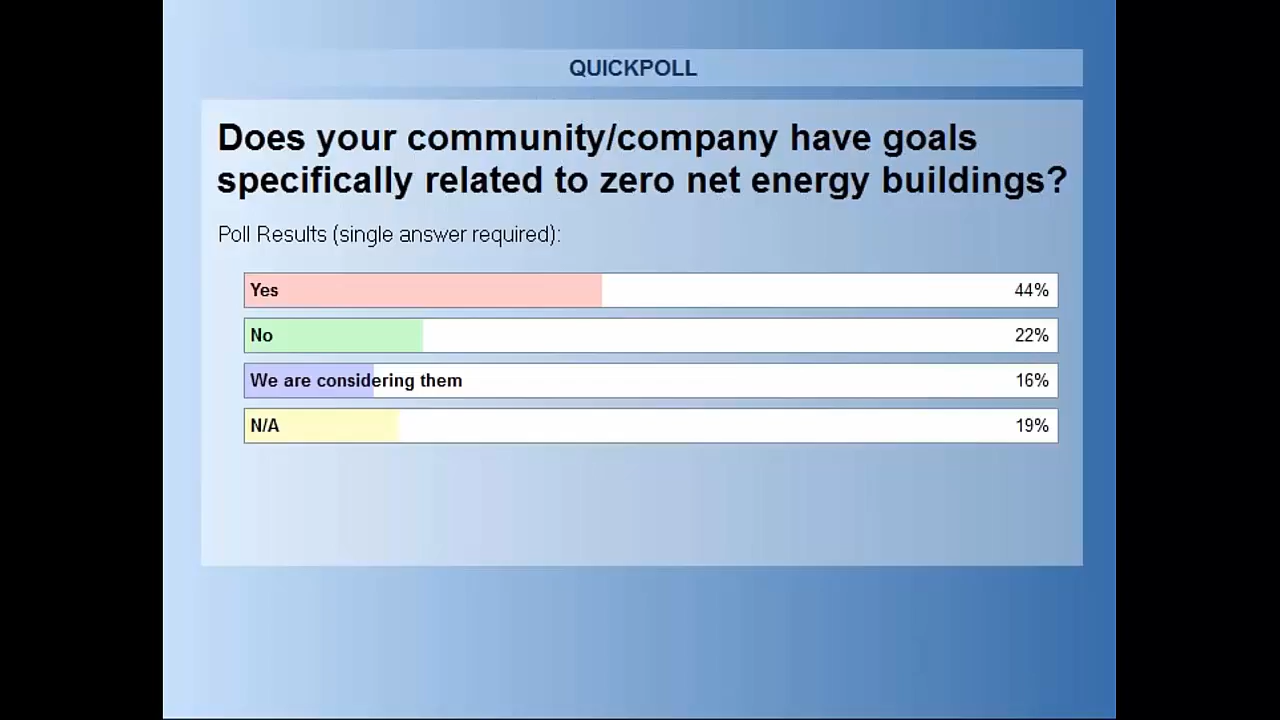 QUICKPOLL
Does your community/company have goals
specifically related to zero net energy buildings?
Poll Results (single answer required):
Yes 44%
No 22%
We are considering them 16%
N/A 19%